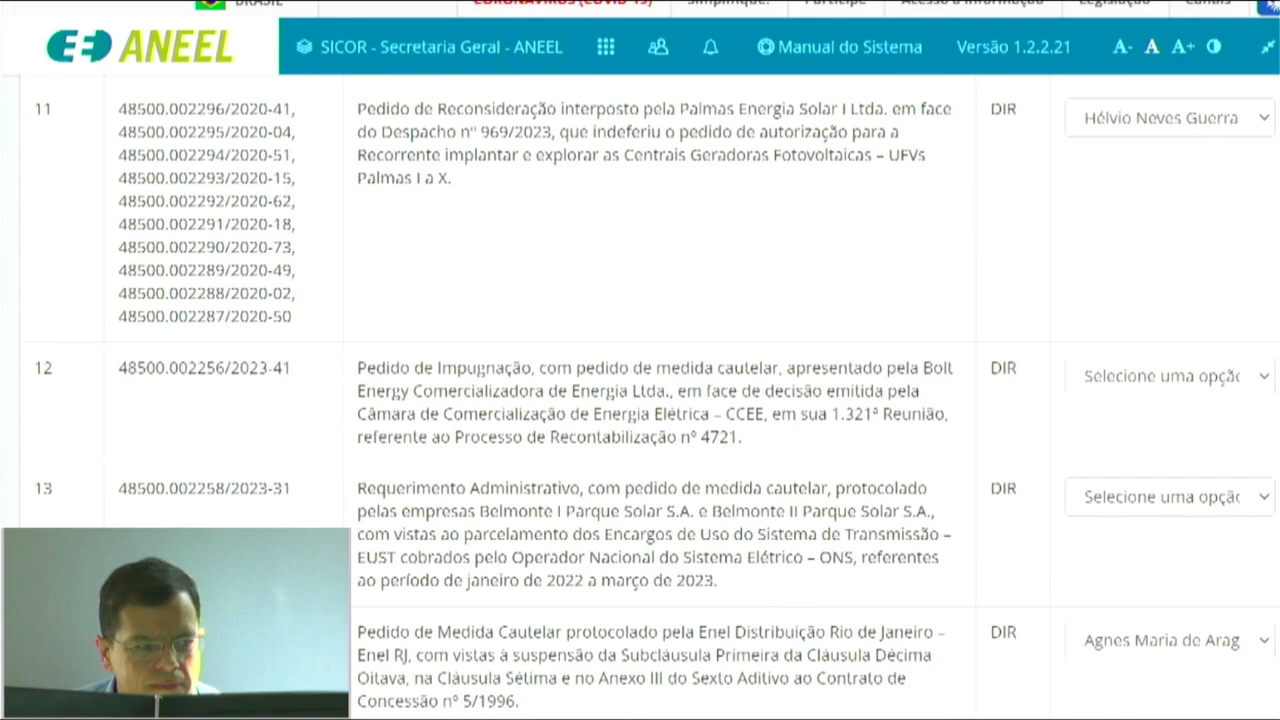 BRASIL
CORONAVÍRUS (COVID-19)
Simplifique!
Participe
Acesso à informação
Legislação
Canais
ANEEL
SICOR - Secretaria Geral - ANEEL
Manual do Sistema
Versão 1.2.2.21
A- A A+
11
48500.002296/2020-41,
48500.002295/2020-04,
48500.002294/2020-51,
48500.002293/2020-15,
48500.002292/2020-62,
48500.002291/2020-18,
48500.002290/2020-73,
48500.002289/2020-49,
48500.002288/2020-02,
48500.002287/2020-50
Pedido de Reconsideração interposto pela Palmas Energia Solar I Ltda. em face
do Despacho nº 969/2023, que indeferiu o pedido de autorização para a
Recorrente implantar e explorar as Centrais Geradoras Fotovoltaicas – UFVs
Palmas I a X.
DIR
Hélvio Neves Guerra
12
48500.002256/2023-41
Pedido de Impugnação, com pedido de medida cautelar, apresentado pela Bolt
Energy Comercializadora de Energia Ltda., em face de decisão emitida pela
Câmara de Comercialização de Energia Elétrica – CCEE, em sua 1.321ª Reunião,
referente ao Processo de Recontabilização nº 4721.
DIR
Selecione uma opçã
13
48500.002258/2023-31
Requerimento Administrativo, com pedido de medida cautelar, protocolado
pelas empresas Belmonte I Parque Solar S.A. e Belmonte II Parque Solar S.A.,
com vistas ao parcelamento dos Encargos de Uso do Sistema de Transmissão –
EUST cobrados pelo Operador Nacional do Sistema Elétrico – ONS, referentes
ao período de janeiro de 2022 a março de 2023.
DIR
Selecione uma opçã
Pedido de Medida Cautelar protocolado pela Enel Distribuição Rio de Janeiro –
Enel RJ, com vistas à suspensão da Subcláusula Primeira da Cláusula Décima
Oitava, na Cláusula Sétima e no Anexo III do Sexto Aditivo ao Contrato de
Concessão nº 5/1996.
DIR
Agnes Maria de Arag